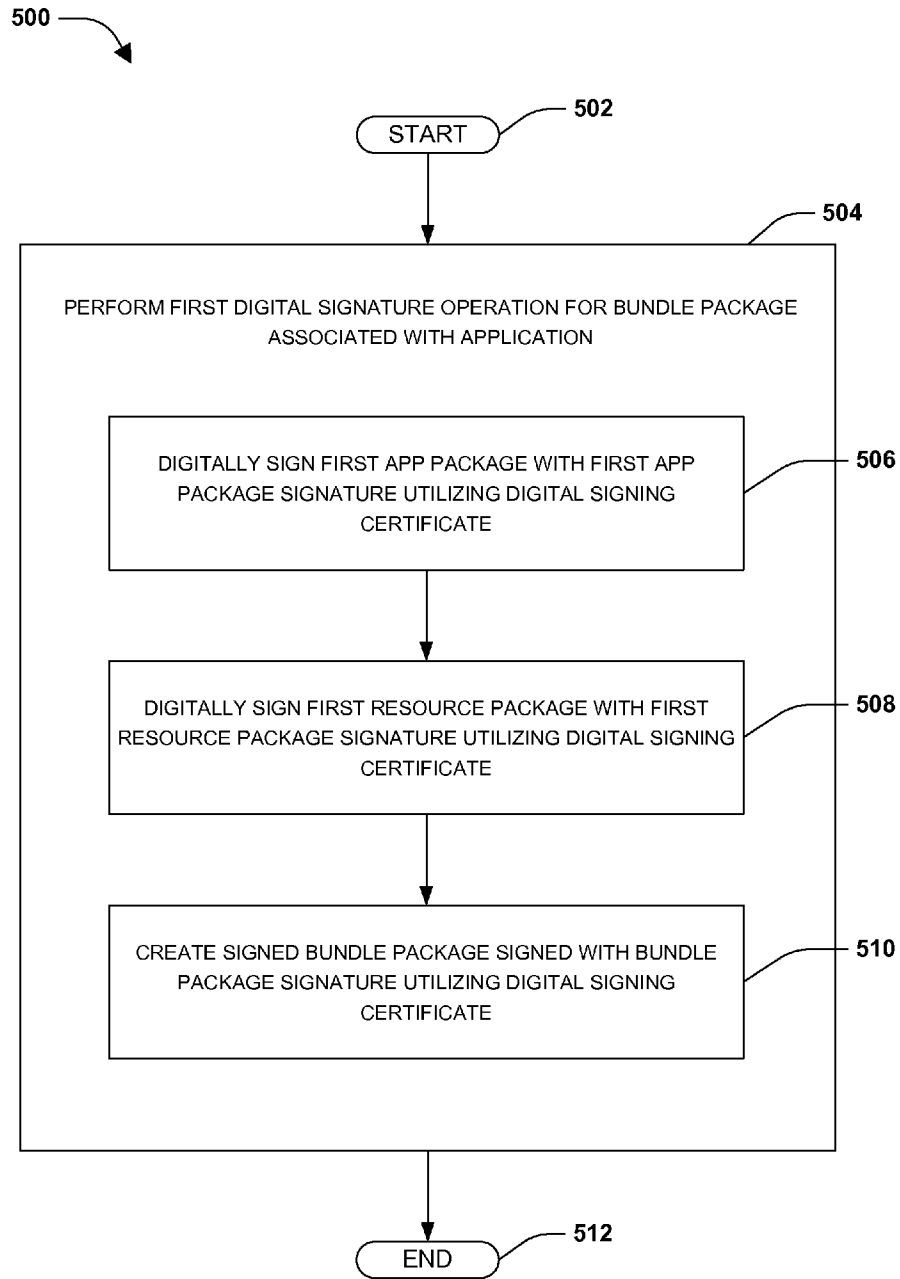 500
START
502
504
PERFORM FIRST DIGITAL SIGNATURE OPERATION FOR BUNDLE PACKAGE
ASSOCIATED WITH APPLICATION
DIGITALLY SIGN FIRST APP PACKAGE WITH FIRST APP
PACKAGE SIGNATURE UTILIZING DIGITAL SIGNING
CERTIFICATE
506
DIGITALLY SIGN FIRST RESOURCE PACKAGE WITH FIRST
RESOURCE PACKAGE SIGNATURE UTILIZING DIGITAL SIGNING
CERTIFICATE
508
CREATE SIGNED BUNDLE PACKAGE SIGNED WITH BUNDLE
PACKAGE SIGNATURE UTILIZING DIGITAL SIGNING
CERTIFICATE
510
END
512